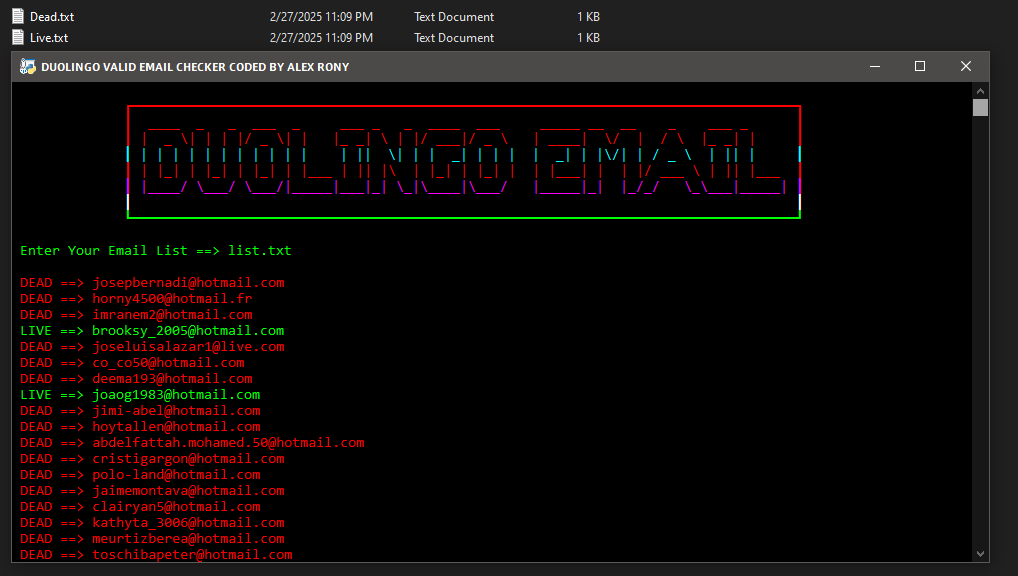 Dead.txt 2/27/2025 11:09 PM Text Document 1 KB
Live.txt 2/27/2025 11:09 PM Text Document 1 KB
DUOLINGO VALID EMAIL CHECKER CODED BY ALEX RONY
DUOLINGO EMAIL
Enter Your Email List ==> list.txt
DEAD ==> josepbernadi@hotmail.com
DEAD ==> horny4500@hotmail.fr
DEAD ==> imranem2@hotmail.com
LIVE ==> brooksy_2005@hotmail.com
DEAD ==> joseluisalazar1@live.com
DEAD ==> co_co50@hotmail.com
DEAD ==> deema193@hotmail.com
LIVE ==> joaog1983@hotmail.com
DEAD ==> jimi-abel@hotmail.com
DEAD ==> hoytallen@hotmail.com
DEAD ==> abdelfattah.mohamed.50@hotmail.com
DEAD ==> cristigargon@hotmail.com
DEAD ==> polo-land@hotmail.com
DEAD ==> jaimemontava@hotmail.com
DEAD ==> clairyan5@hotmail.com
DEAD ==> kathyta_3006@hotmail.com
DEAD ==> meurtizberea@hotmail.com
DEAD ==> toschibapeter@hotmail.com